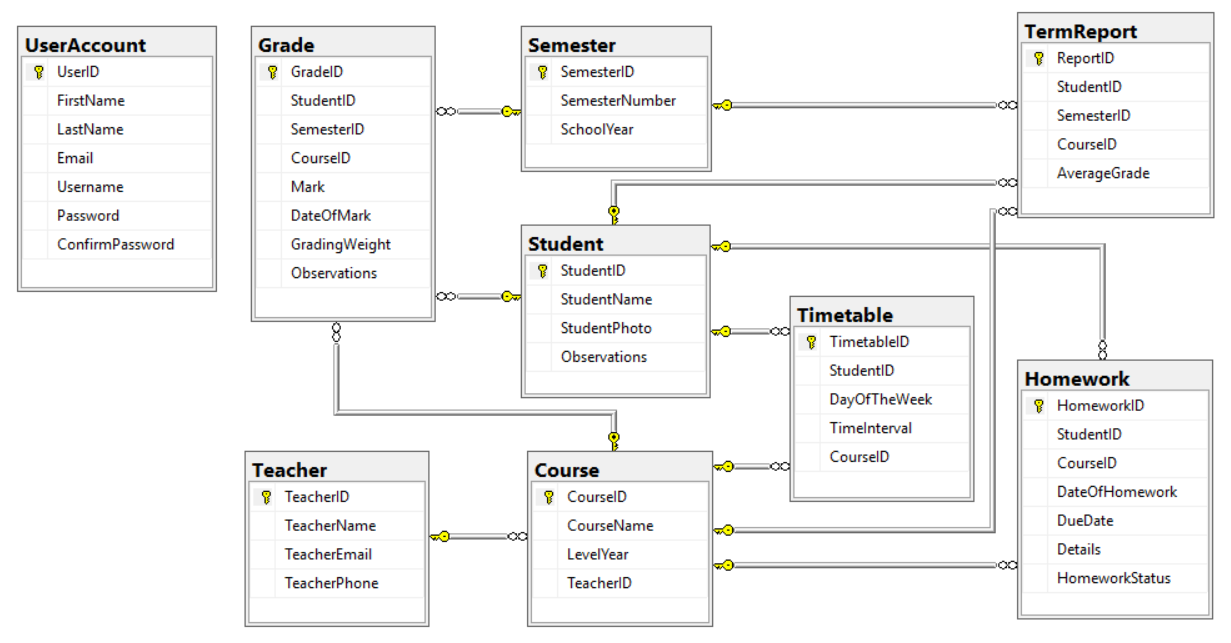 UserAccount
UserID
FirstName
LastName
Email
Username
Password
ConfirmPassword
Grade
GradeID
StudentID
SemesterID
CourseID
Mark
DateOfMark
GradingWeight
Observations
Semester
SemesterID
SemesterNumber
SchoolYear
TermReport
ReportID
StudentID
SemesterID
CourseID
AverageGrade
Student
StudentID
StudentName
StudentPhoto
Observations
Timetable
TimetableID
StudentID
DayOfTheWeek
TimeInterval
CourseID
Homework
HomeworkID
StudentID
CourseID
DateOfHomework
DueDate
Details
HomeworkStatus
Teacher
TeacherID
TeacherName
TeacherEmail
TeacherPhone
Course
CourseID
CourseName
LevelYear
TeacherID